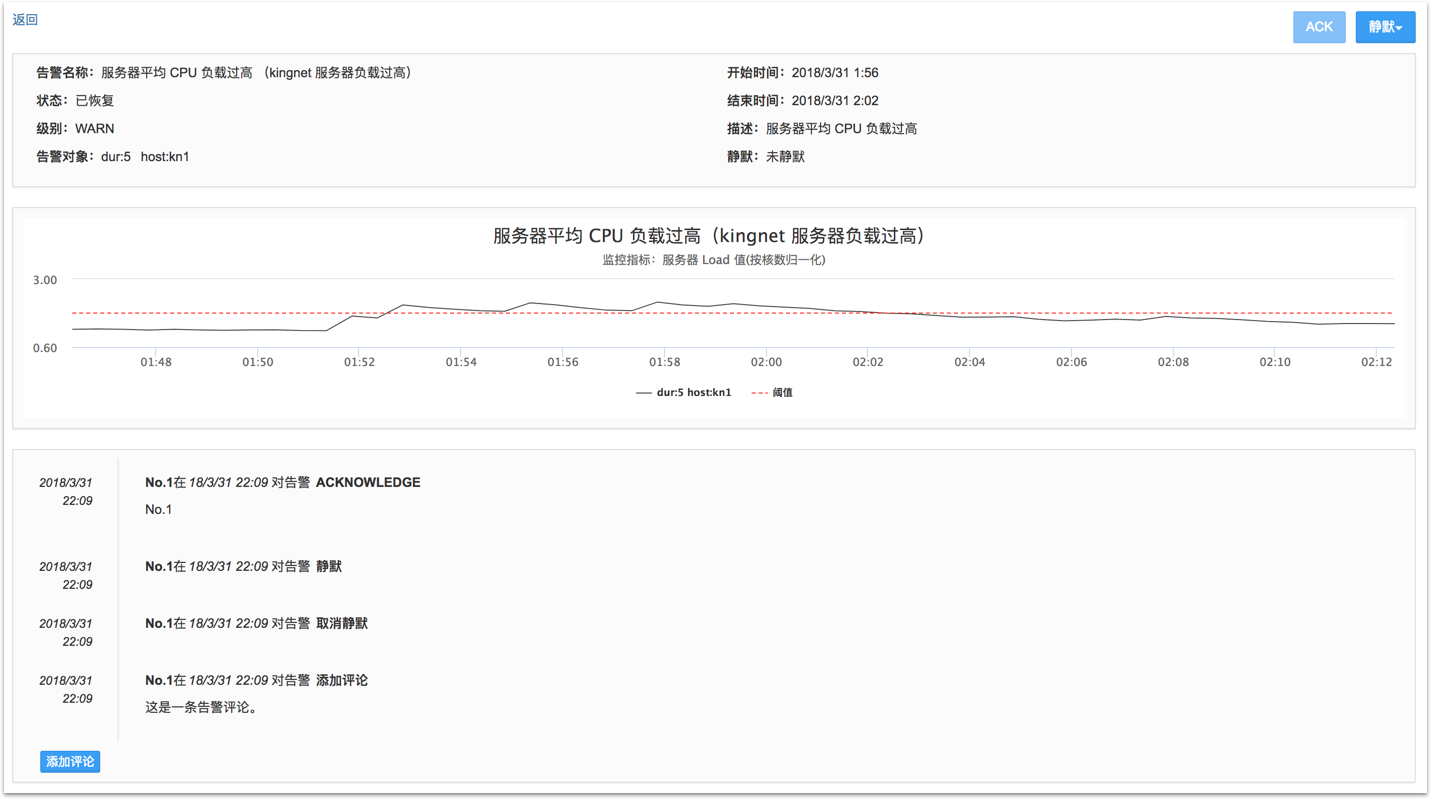 返回
ACK 静默
告警名称：服务器平均 CPU 负载过高 （kingnet 服务器负载过高）
开始时间：2018/3/31 1:56
状态：已恢复
结束时间：2018/3/31 2:02
级别：WARN
描述：服务器平均 CPU 负载过高
告警对象：dur:5 host:kn1
静默：未静默
服务器平均 CPU 负载过高（kingnet 服务器负载过高）
监控指标：服务器 Load 值(按核数归一化)
3.00
0.60
01:48 01:50 01:52 01:54 01:56 01:58 02:00 02:02 02:04 02:06 02:08 02:10 02:12
dur:5 host:kn1 阈值
2018/3/31 22:09
No.1在 18/3/31 22:09 对告警 ACKNOWLEDGE
No.1
2018/3/31 22:09
No.1在 18/3/31 22:09 对告警 静默
2018/3/31 22:09
No.1在 18/3/31 22:09 对告警 取消静默
2018/3/31 22:09
No.1在 18/3/31 22:09 对告警 添加评论
这是一条告警评论。
添加评论